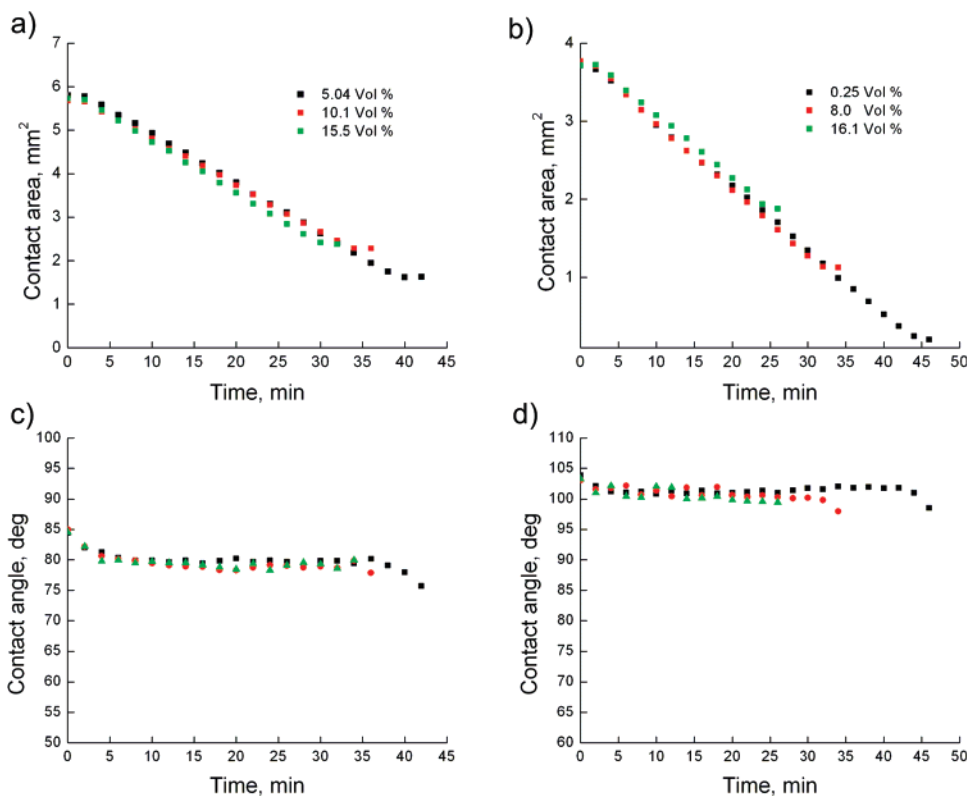 a)
7
6
5
4
3
2
1
0
Contact area, mm2
5.04 Vol %
10.1 Vol %
15.5 Vol %
0 5 10 15 20 25 30 35 40 45
Time, min
b)
4
3
2
1
Contact area, mm2
0.25 Vol %
8.0 Vol %
16.1 Vol %
0 5 10 15 20 25 30 35 40 45 50
Time, min
c)
100
95
90
85
80
75
70
65
60
55
50
Contact angle, deg
0 5 10 15 20 25 30 35 40 45
Time, min
d)
110
105
100
95
90
85
80
75
70
65
60
Contact angle, deg
0 5 10 15 20 25 30 35 40 45 50
Time, min